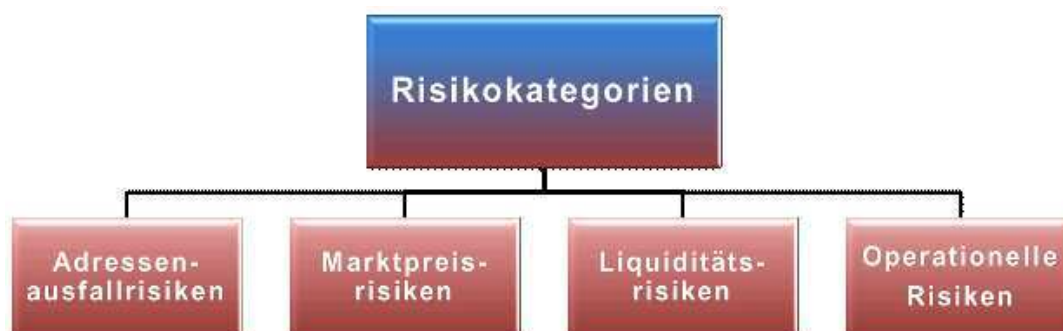 Risikokategorien
Adressen-
ausfallrisiken
Marktpreis-
risiken
Liquiditäts-
risiken
Operationelle
Risiken